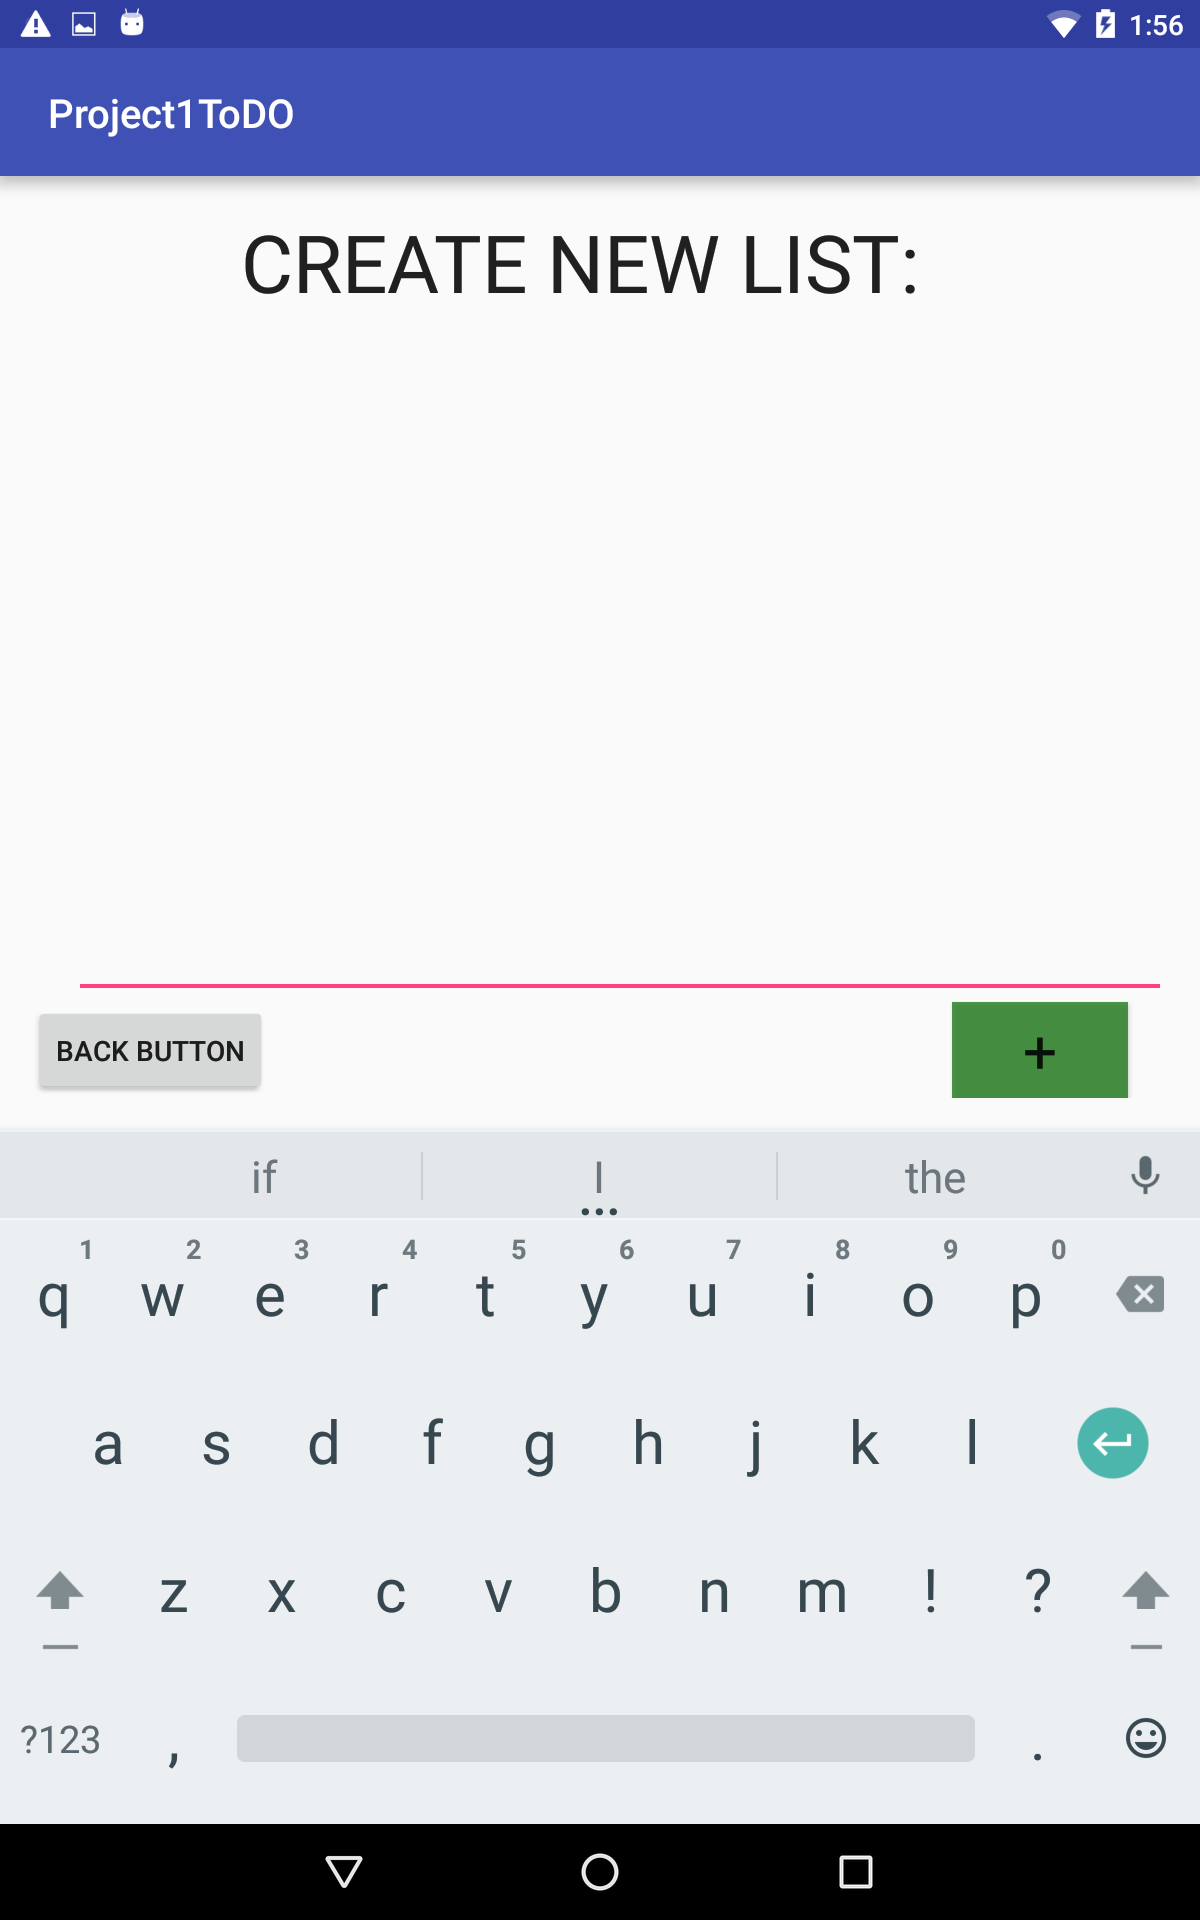 1:56
Project1ToDO
CREATE NEW LIST:
BACK BUTTON +
if I the
1 2 3 4 5 6 7 8 9 0
q w e r t y u i o p
a s d f g h j k l
z x c v b n m ! ?
?123 , .